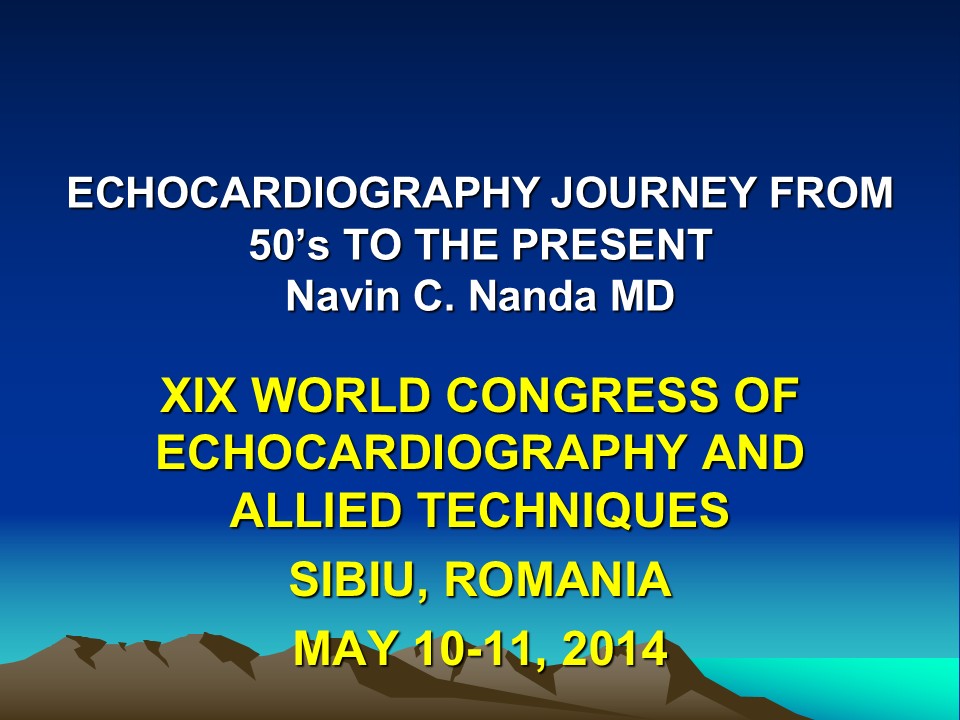 ECHOCARDIOGRAPHY JOURNEY FROM
50’s TO THE PRESENT
Navin C. Nanda MD
XIX WORLD CONGRESS OF
ECHOCARDIOGRAPHY AND
ALLIED TECHNIQUES
SIBIU, ROMANIA
MAY 10-11, 2014